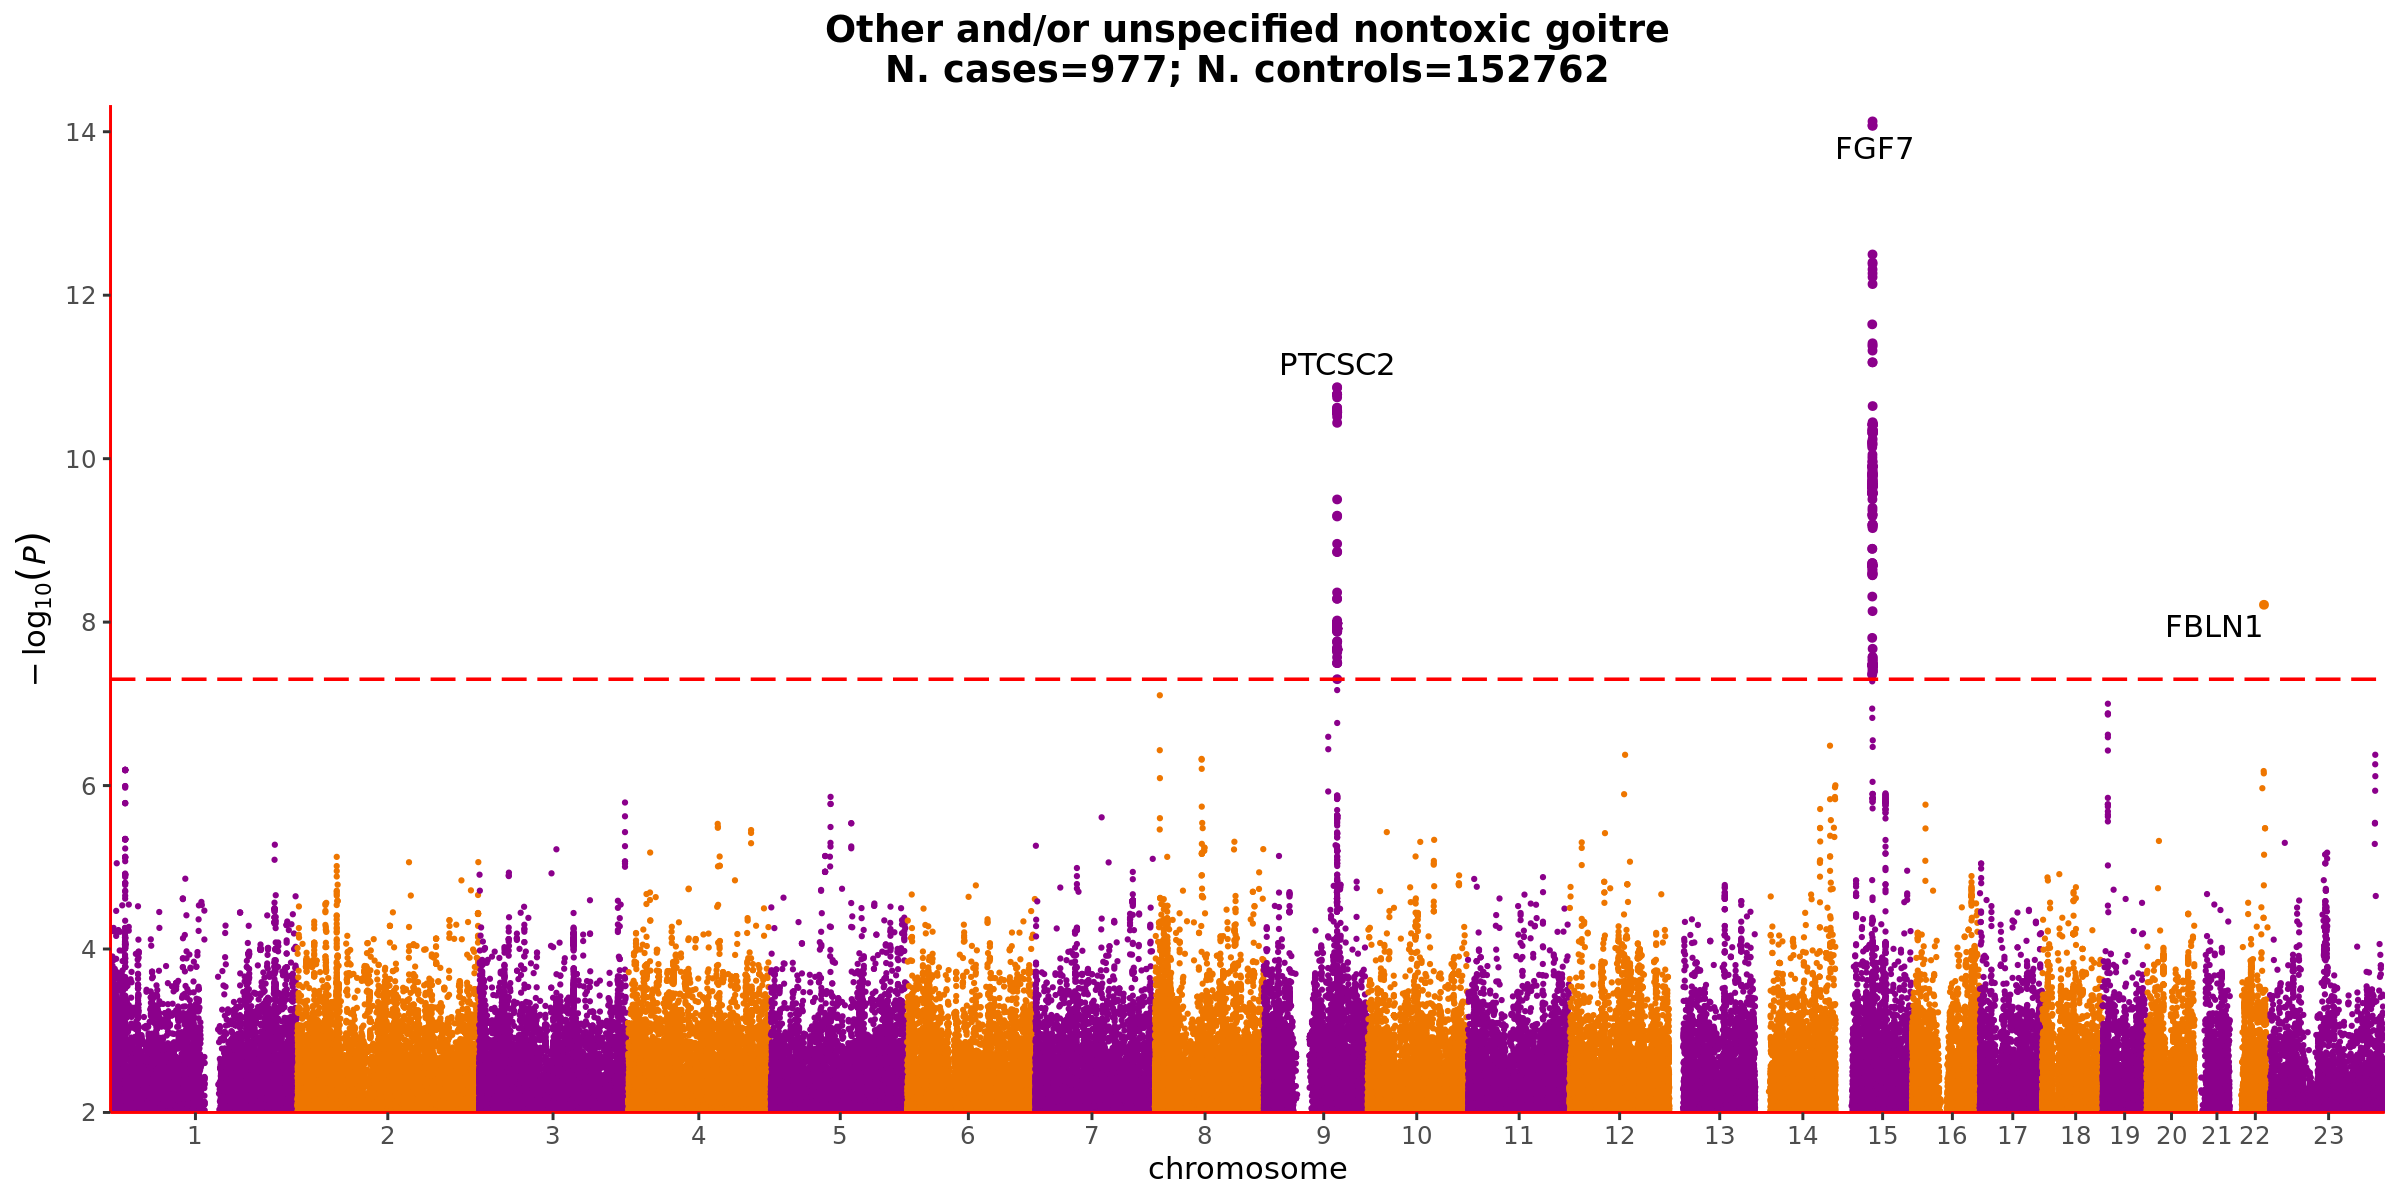 Other and/or unspecified nontoxic goitre
N. cases=977; N. controls=152762
14
FGF7
12
PTCSC2
10
8
FBLN1
6
4
2
− log₁₀(P)
1 2 3 4 5 6 7 8 9 10 11 12 13 14 15 16 17 18 19 20 21 22 23
chromosome